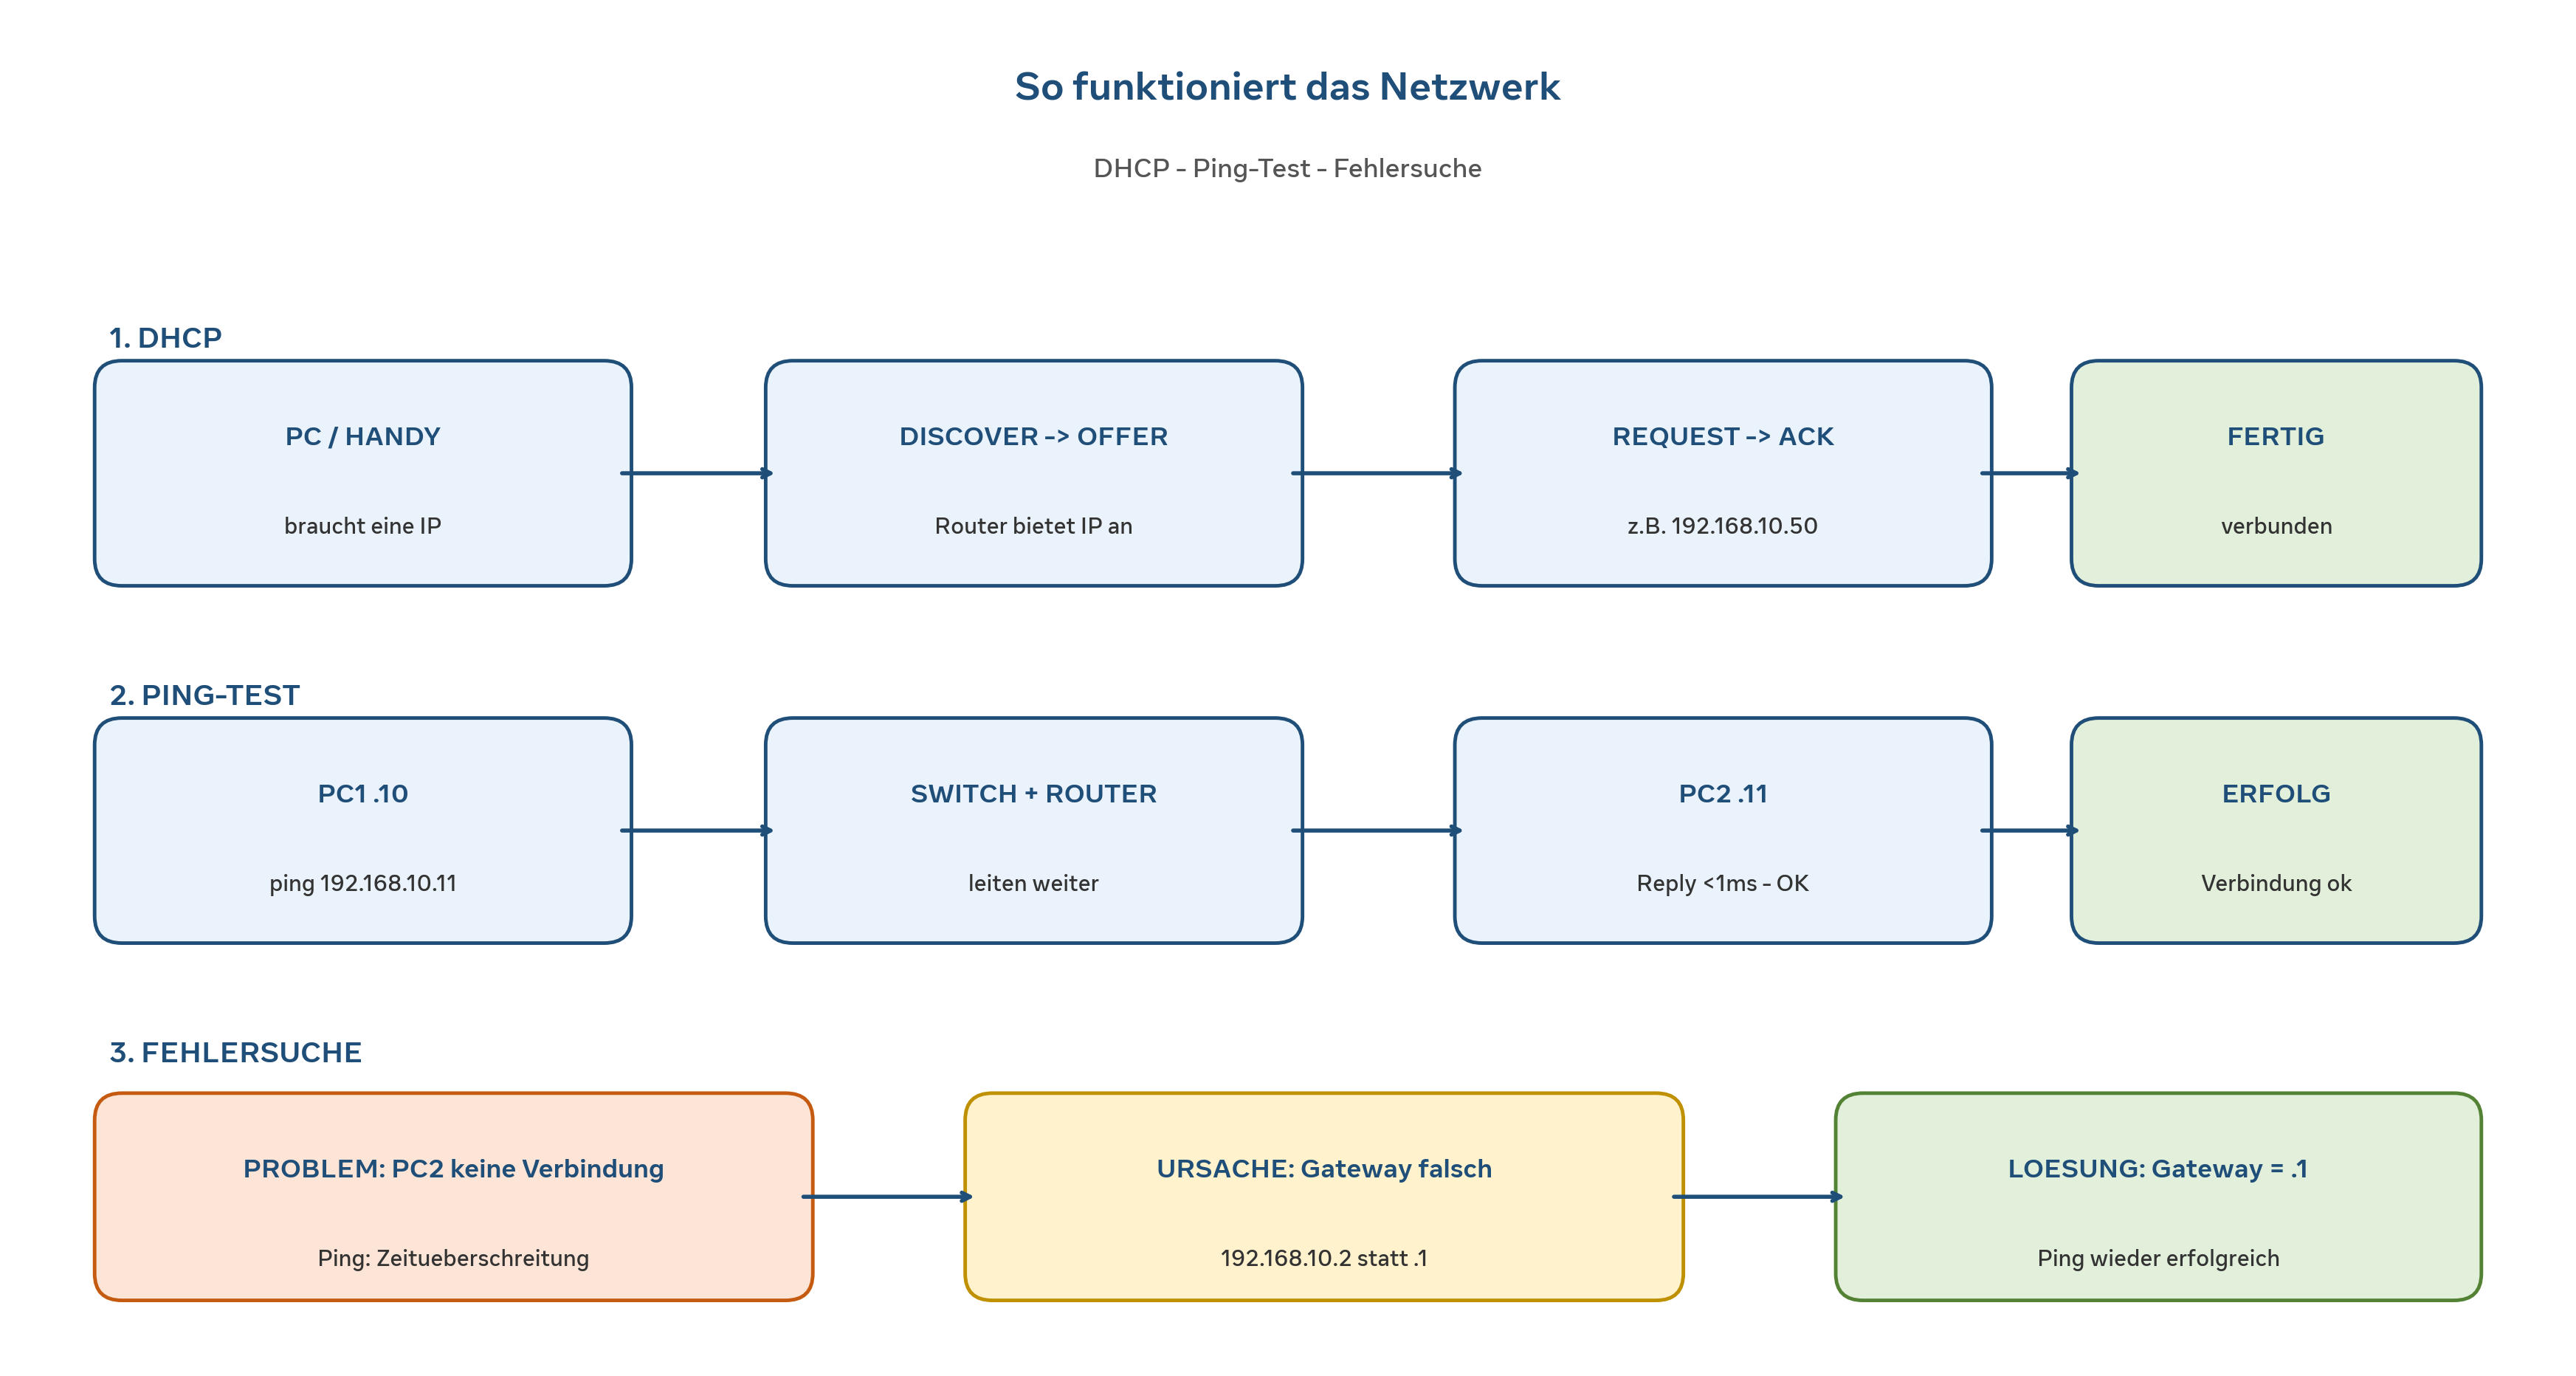 So funktioniert das Netzwerk
DHCP - Ping-Test - Fehlersuche
1. DHCP
PC / HANDY
braucht eine IP
DISCOVER -> OFFER
Router bietet IP an
REQUEST -> ACK
z.B. 192.168.10.50
FERTIG
verbunden
2. PING-TEST
PC1 .10
ping 192.168.10.11
SWITCH + ROUTER
leiten weiter
PC2 .11
Reply <1ms - OK
ERFOLG
Verbindung ok
3. FEHLERSUCHE
PROBLEM: PC2 keine Verbindung
Ping: Zeitueberschreitung
URSACHE: Gateway falsch
192.168.10.2 statt .1
LOESUNG: Gateway = .1
Ping wieder erfolgreich